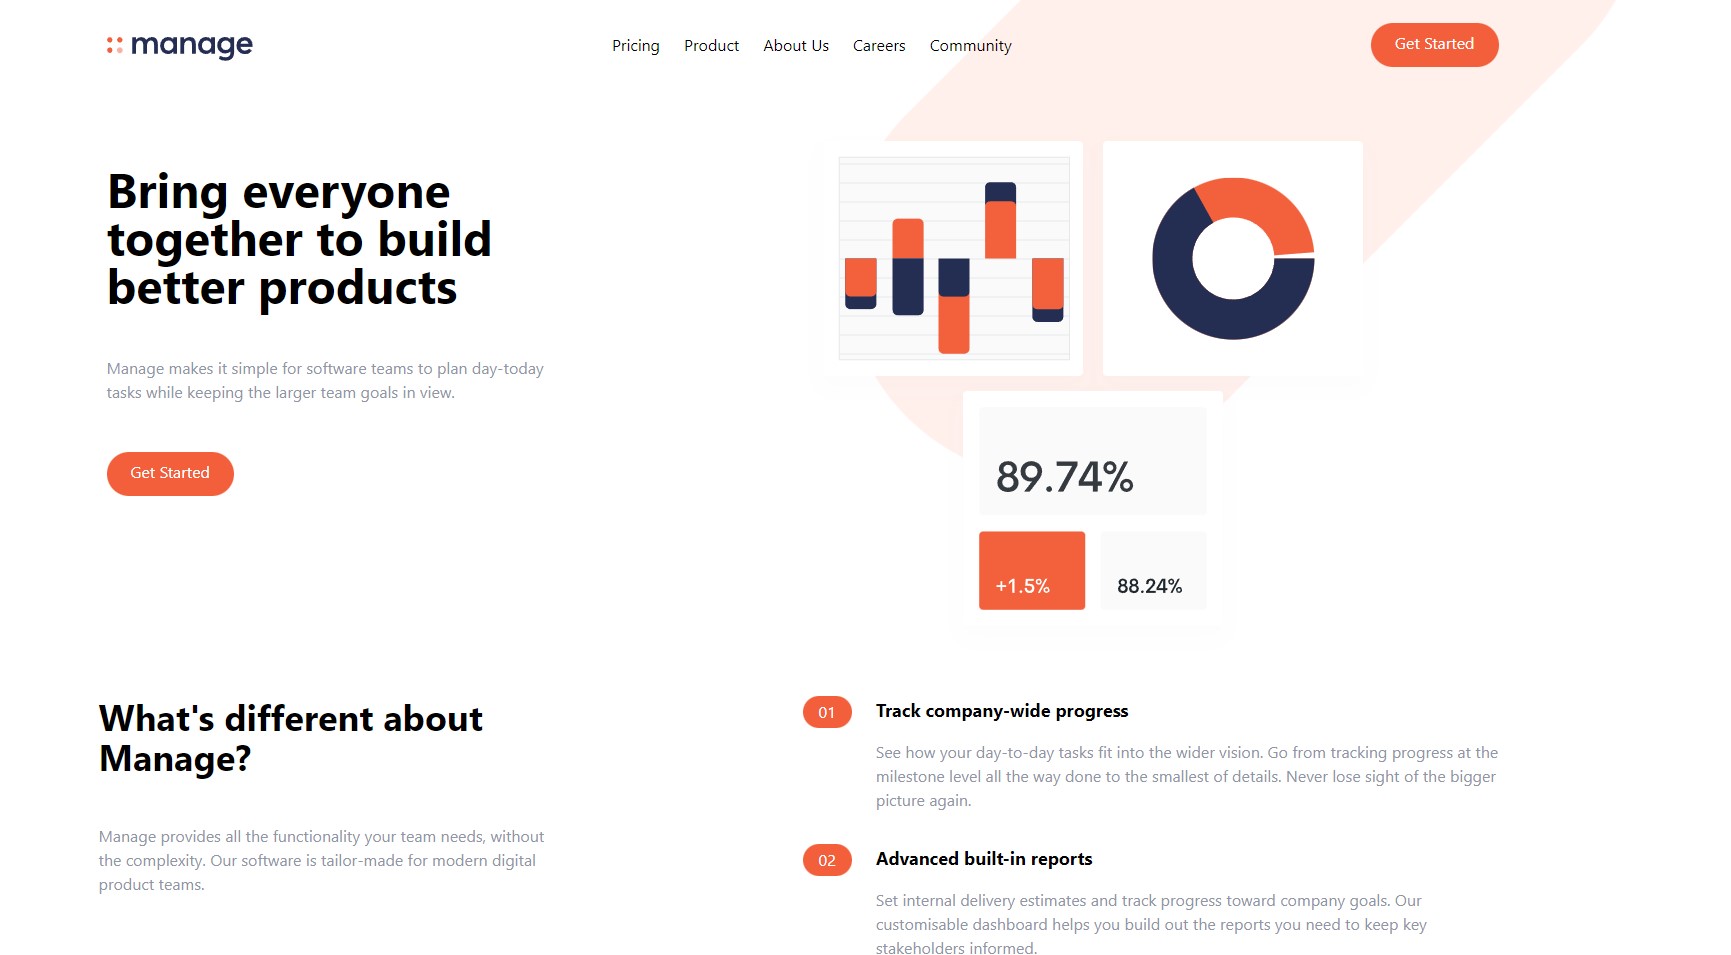 manage
Pricing Product About Us Careers Community
Get Started
Bring everyone
together to build
better products
Manage makes it simple for software teams to plan day-today
tasks while keeping the larger team goals in view.
Get Started
89.74%
+1.5% 88.24%
What's different about
Manage?
Manage provides all the functionality your team needs, without
the complexity. Our software is tailor-made for modern digital
product teams.
01 Track company-wide progress
See how your day-to-day tasks fit into the wider vision. Go from tracking progress at the
milestone level all the way done to the smallest of details. Never lose sight of the bigger
picture again.
02 Advanced built-in reports
Set internal delivery estimates and track progress toward company goals. Our
customisable dashboard helps you build out the reports you need to keep key
stakeholders informed.